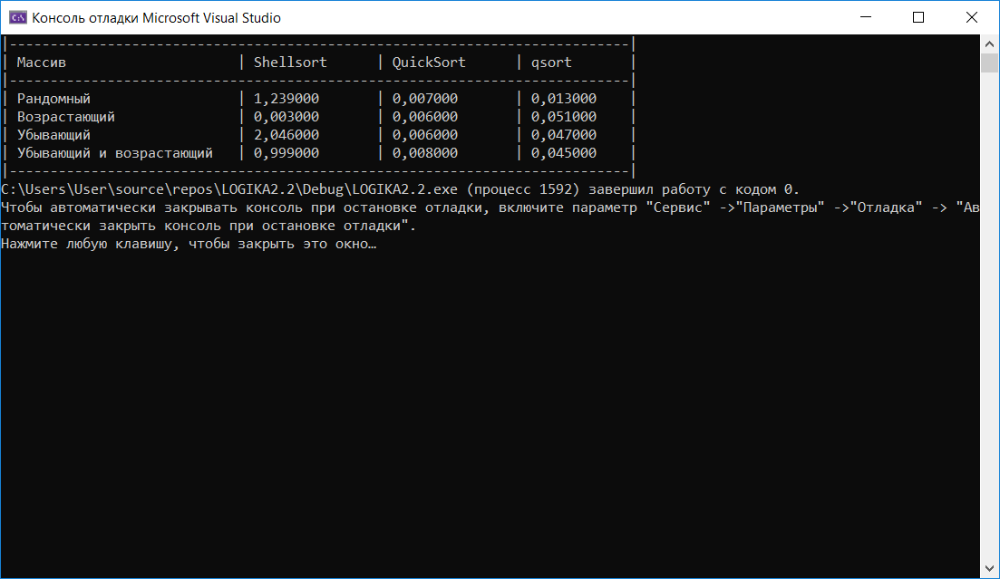 Консоль отладки Microsoft Visual Studio
|----------------------------------------------------------------------------|
| Массив                     | Shellsort      | QuickSort      | qsort       |
|----------------------------------------------------------------------------|
| Рандомный                  | 1,239000       | 0,007000       | 0,013000    |
| Возрастающий               | 0,003000       | 0,006000       | 0,051000    |
| Убывающий                  | 2,046000       | 0,006000       | 0,047000    |
| Убывающий и возрастающий   | 0,999000       | 0,008000       | 0,045000    |
|----------------------------------------------------------------------------|
C:\Users\User\source\repos\LOGIKA2.2\Debug\LOGIKA2.2.exe (процесс 1592) завершил работу с кодом 0.
Чтобы автоматически закрывать консоль при остановке отладки, включите параметр "Сервис" ->"Параметры" ->"Отладка" -> "Ав
томатически закрыть консоль при остановке отладки".
Нажмите любую клавишу, чтобы закрыть это окно…